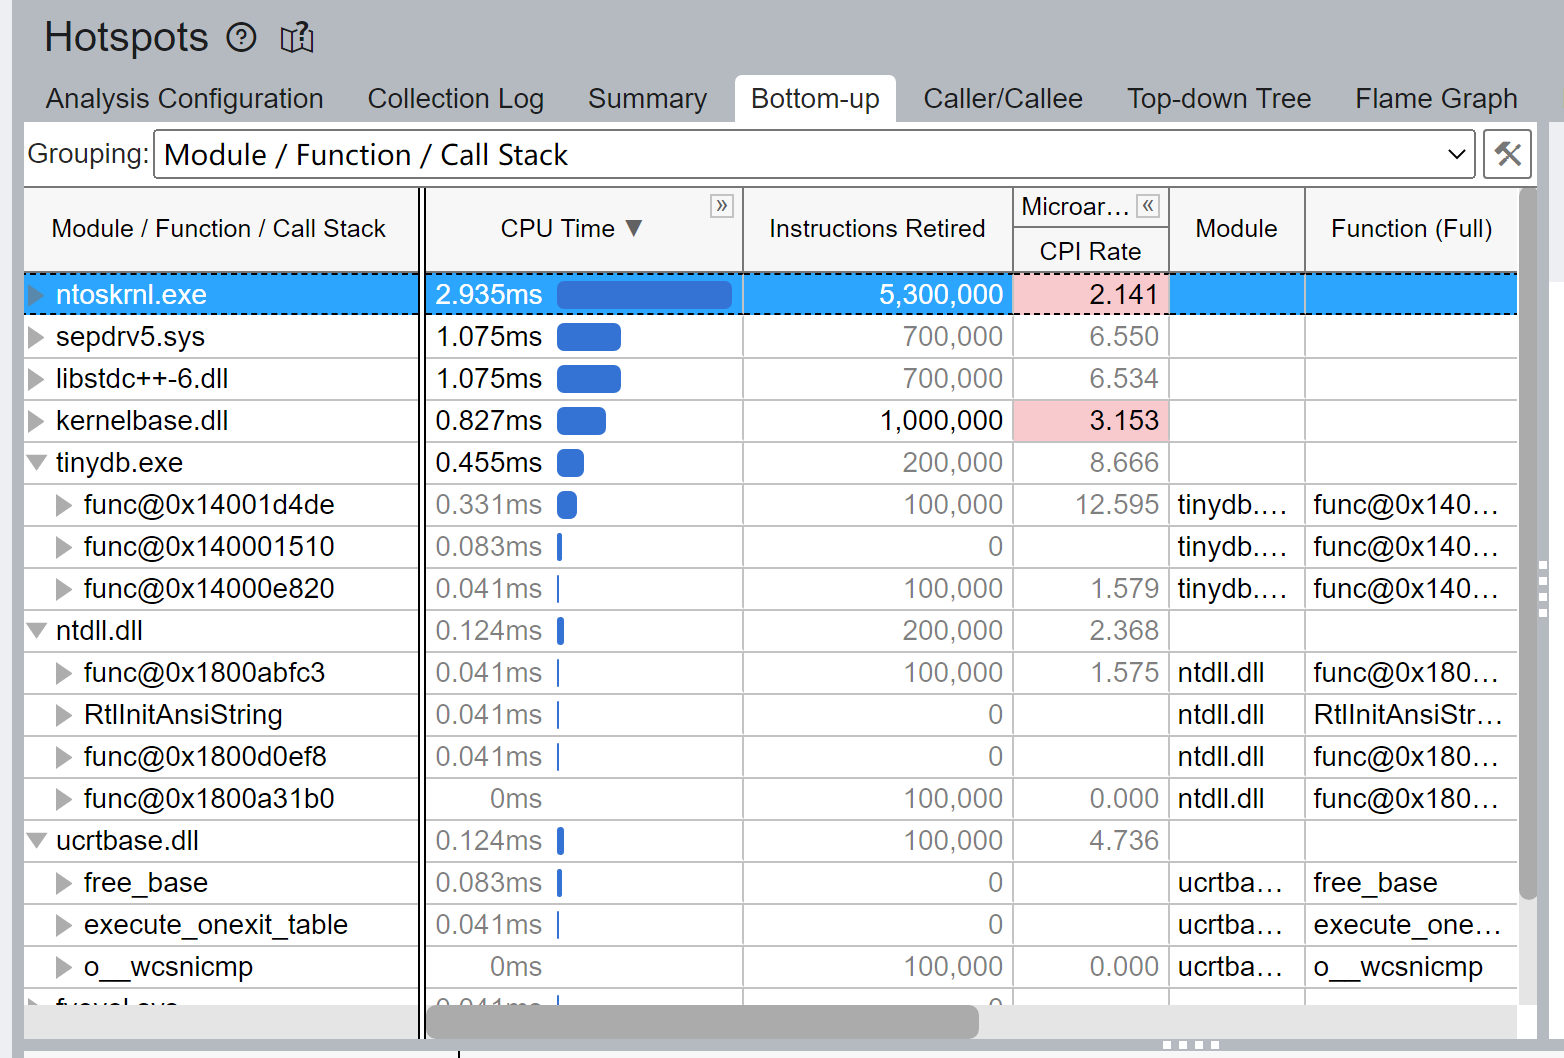 Hotspots
Analysis Configuration Collection Log Summary Bottom-up Caller/Callee Top-down Tree Flame Graph
Grouping: Module / Function / Call Stack
Module / Function / Call Stack CPU Time ▼ » Instructions Retired Microar… « Module Function (Full)
CPI Rate
ntoskrnl.exe 2.935ms 5,300,000 2.141
sepdrv5.sys 1.075ms 700,000 6.550
libstdc++-6.dll 1.075ms 700,000 6.534
kernelbase.dll 0.827ms 1,000,000 3.153
tinydb.exe 0.455ms 200,000 8.666
func@0x14001d4de 0.331ms 100,000 12.595 tinydb.… func@0x140…
func@0x140001510 0.083ms 0 tinydb.… func@0x140…
func@0x14000e820 0.041ms 100,000 1.579 tinydb.… func@0x140…
ntdll.dll 0.124ms 200,000 2.368
func@0x1800abfc3 0.041ms 100,000 1.575 ntdll.dll func@0x180…
RtlInitAnsiString 0.041ms 0 ntdll.dll RtlInitAnsiStr…
func@0x1800d0ef8 0.041ms 0 ntdll.dll func@0x180…
func@0x1800a31b0 0ms 100,000 0.000 ntdll.dll func@0x180…
ucrtbase.dll 0.124ms 100,000 4.736
free_base 0.083ms 0 ucrtba… free_base
execute_onexit_table 0.041ms 0 ucrtba… execute_one…
o__wcsnicmp 0ms 100,000 0.000 ucrtba… o__wcsnicmp
0.041ms 0